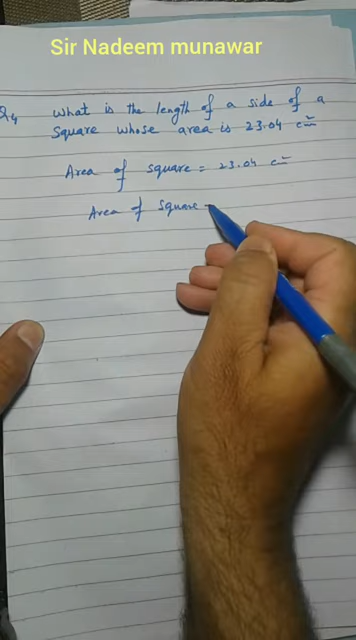 Sir Nadeem munawar
Q4 What is the length of a side of a
Square whose area is 23.04 cm²
Area of square = 23.04 cm²
Area of square =